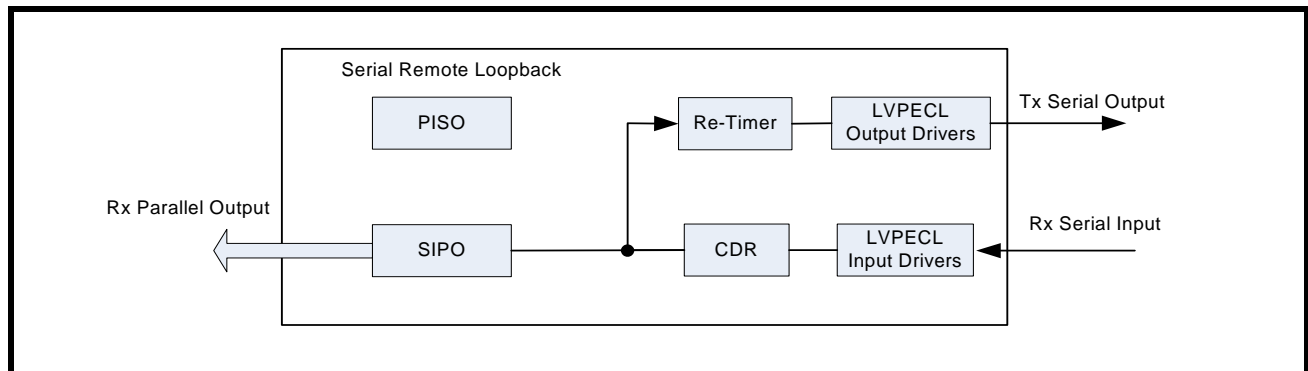 Serial Remote Loopback
PISO
Re-Timer
LVPECL
Output Drivers
Tx Serial Output
Rx Parallel Output
SIPO
CDR
LVPECL
Input Drivers
Rx Serial Input